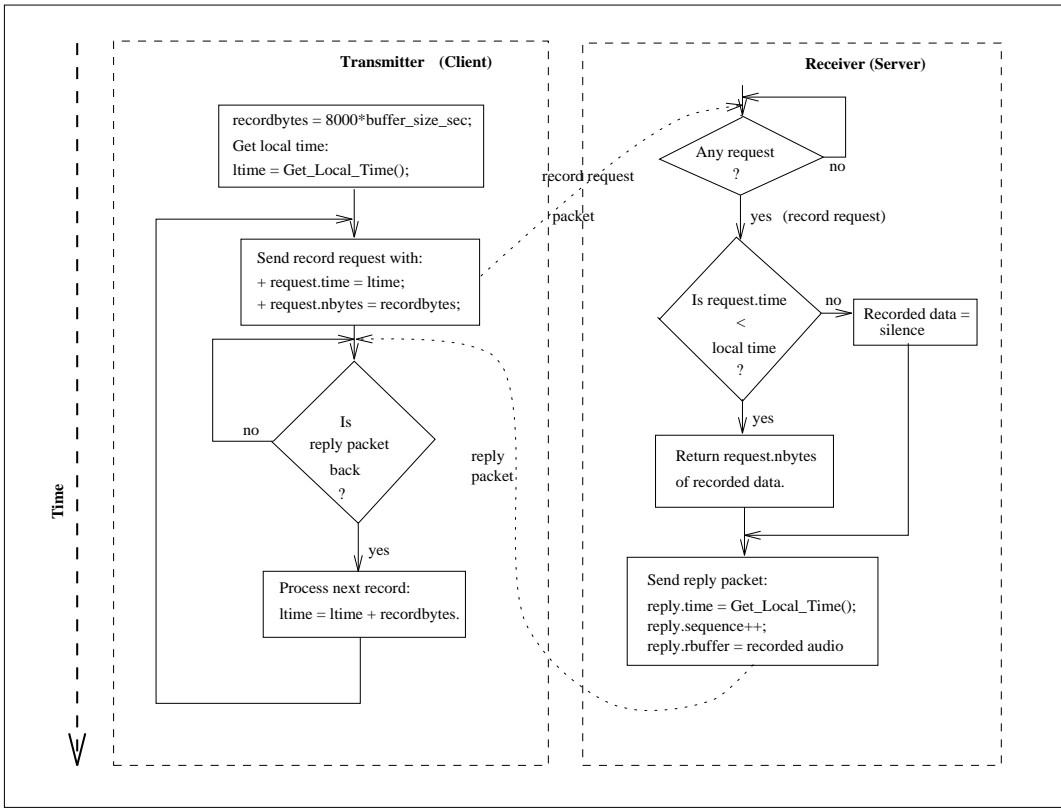 Transmitter (Client)
recordbytes = 8000*buffer_size_sec;
Get local time:
ltime = Get_Local_Time();
Send record request with:
+ request.time = ltime;
+ request.nbytes = recordbytes;
no
Is
reply packet
back
?
yes
Process next record:
ltime = ltime + recordbytes.
Time
record request
packet
reply
packet
Receiver (Server)
Any request
?
no
yes (record request)
Is request.time
<
local time
?
no
Recorded data =
silence
yes
Return request.nbytes
of recorded data.
Send reply packet:
reply.time = Get_Local_Time();
reply.sequence++;
reply.rbuffer = recorded audio